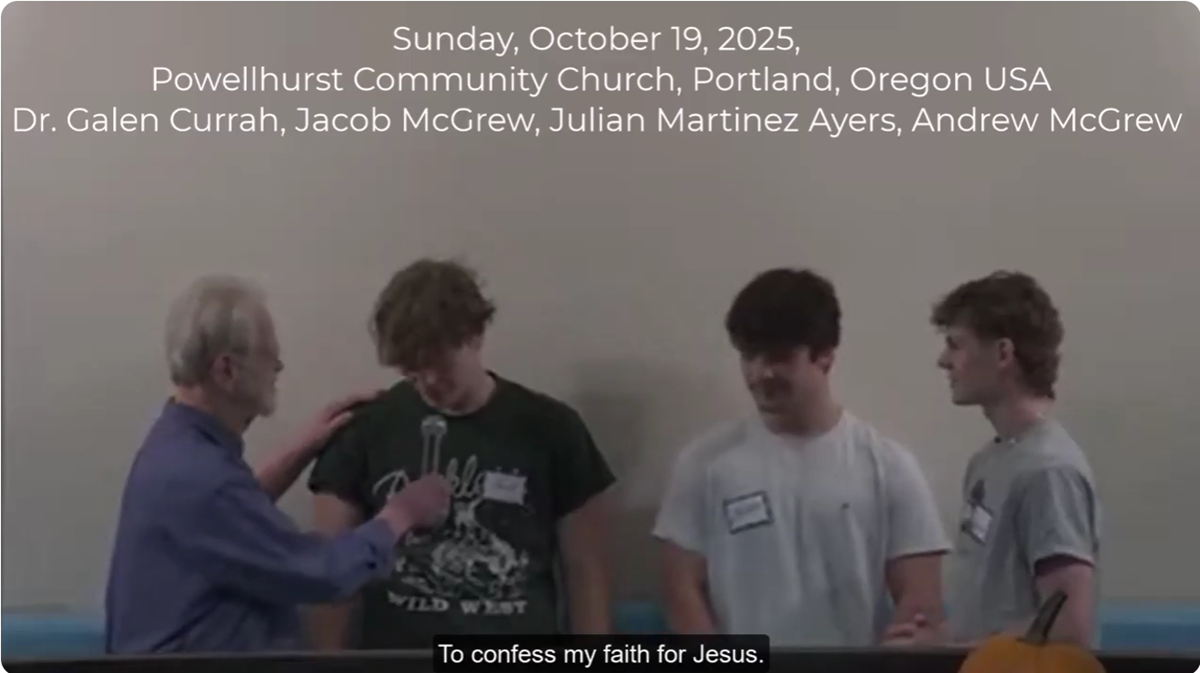 Sunday, October 19, 2025,
Powellhurst Community Church, Portland, Oregon USA
Dr. Galen Currah, Jacob McGrew, Julian Martinez Ayers, Andrew McGrew
WILD WEST
To confess my faith for Jesus.